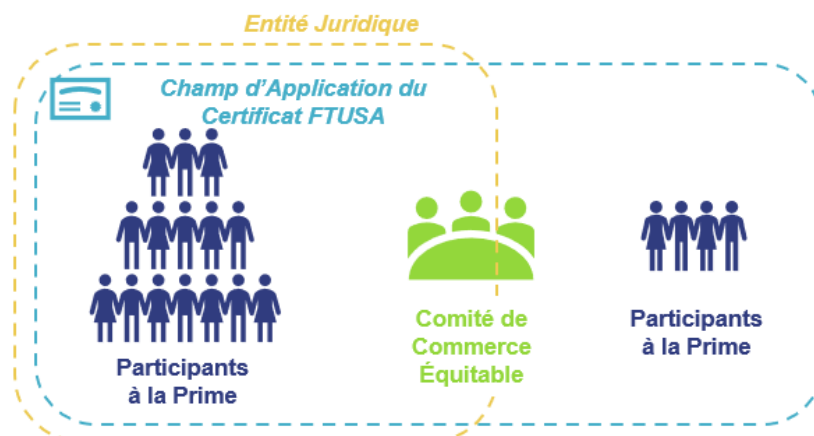 Entité Juridique
Champ d'Application du
Certificat FTUSA
Participants
à la Prime
Comité de
Commerce
Équitable
Participants
à la Prime